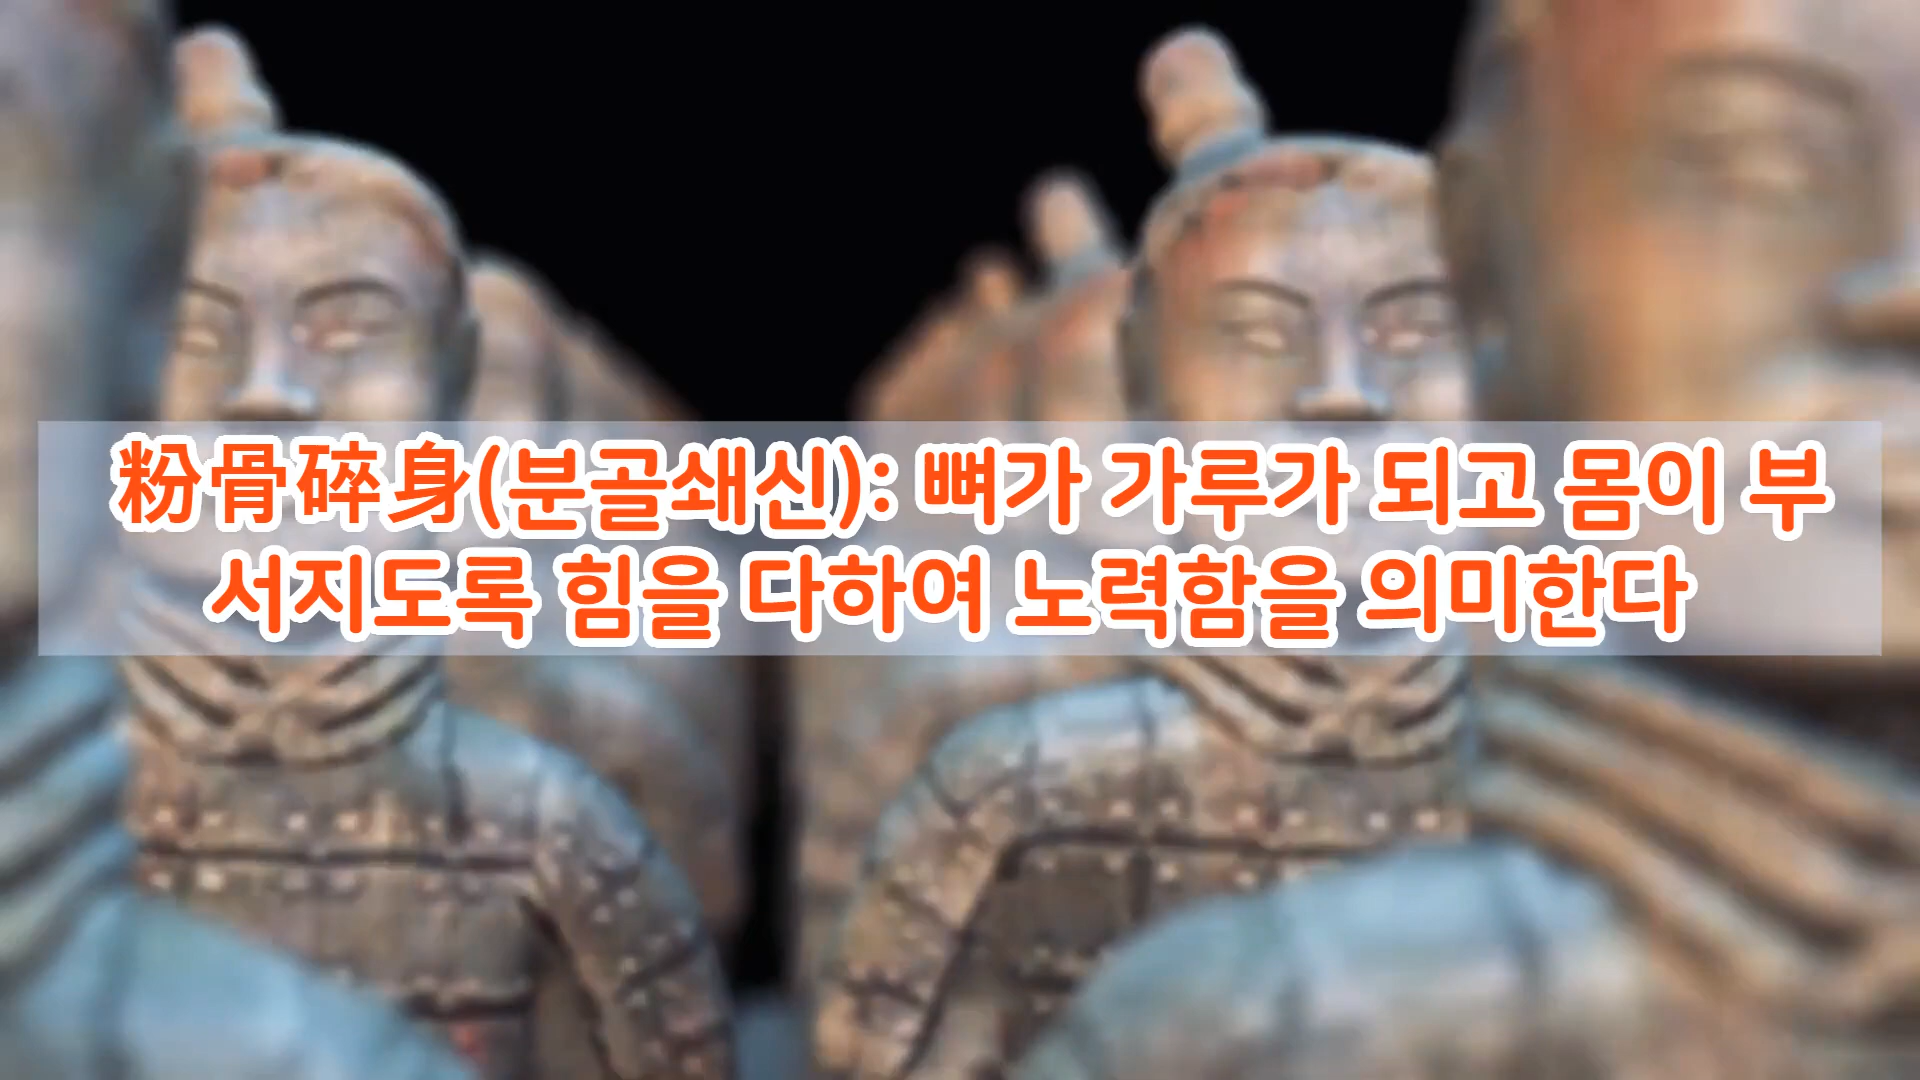 粉骨碎身(분골쇄신): 뼈가 가루가 되고 몸이 부
서지도록 힘을 다하여 노력함을 의미한다